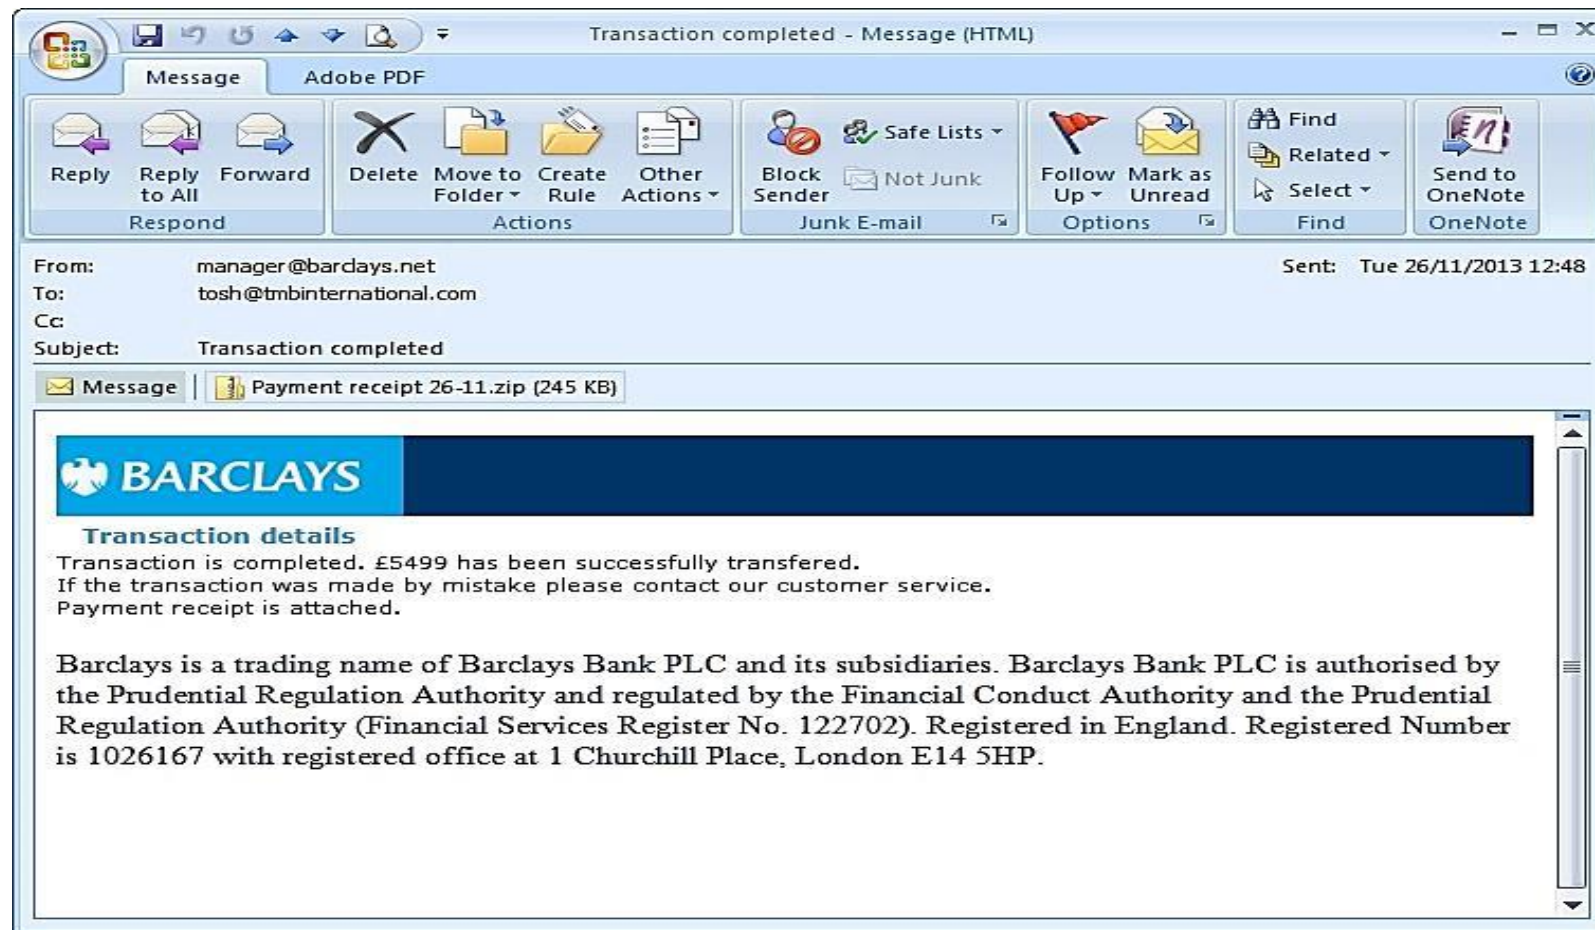 Transaction completed - Message (HTML)
Message Adobe PDF
Reply Reply to All Forward Delete Move to Folder Create Rule Other Actions Block Sender Safe Lists Not Junk Follow Up Mark as Unread Find Related Select Send to OneNote
Respond Actions Junk E-mail Options Find OneNote
From: manager@barclays.net Sent: Tue 26/11/2013 12:48
To: tosh@tmbinternational.com
Cc:
Subject: Transaction completed
Message Payment receipt 26-11.zip (245 KB)
BARCLAYS
Transaction details
Transaction is completed. £5499 has been successfully transfered.
If the transaction was made by mistake please contact our customer service.
Payment receipt is attached.
Barclays is a trading name of Barclays Bank PLC and its subsidiaries. Barclays Bank PLC is authorised by
the Prudential Regulation Authority and regulated by the Financial Conduct Authority and the Prudential
Regulation Authority (Financial Services Register No. 122702). Registered in England. Registered Number
is 1026167 with registered office at 1 Churchill Place, London E14 5HP.